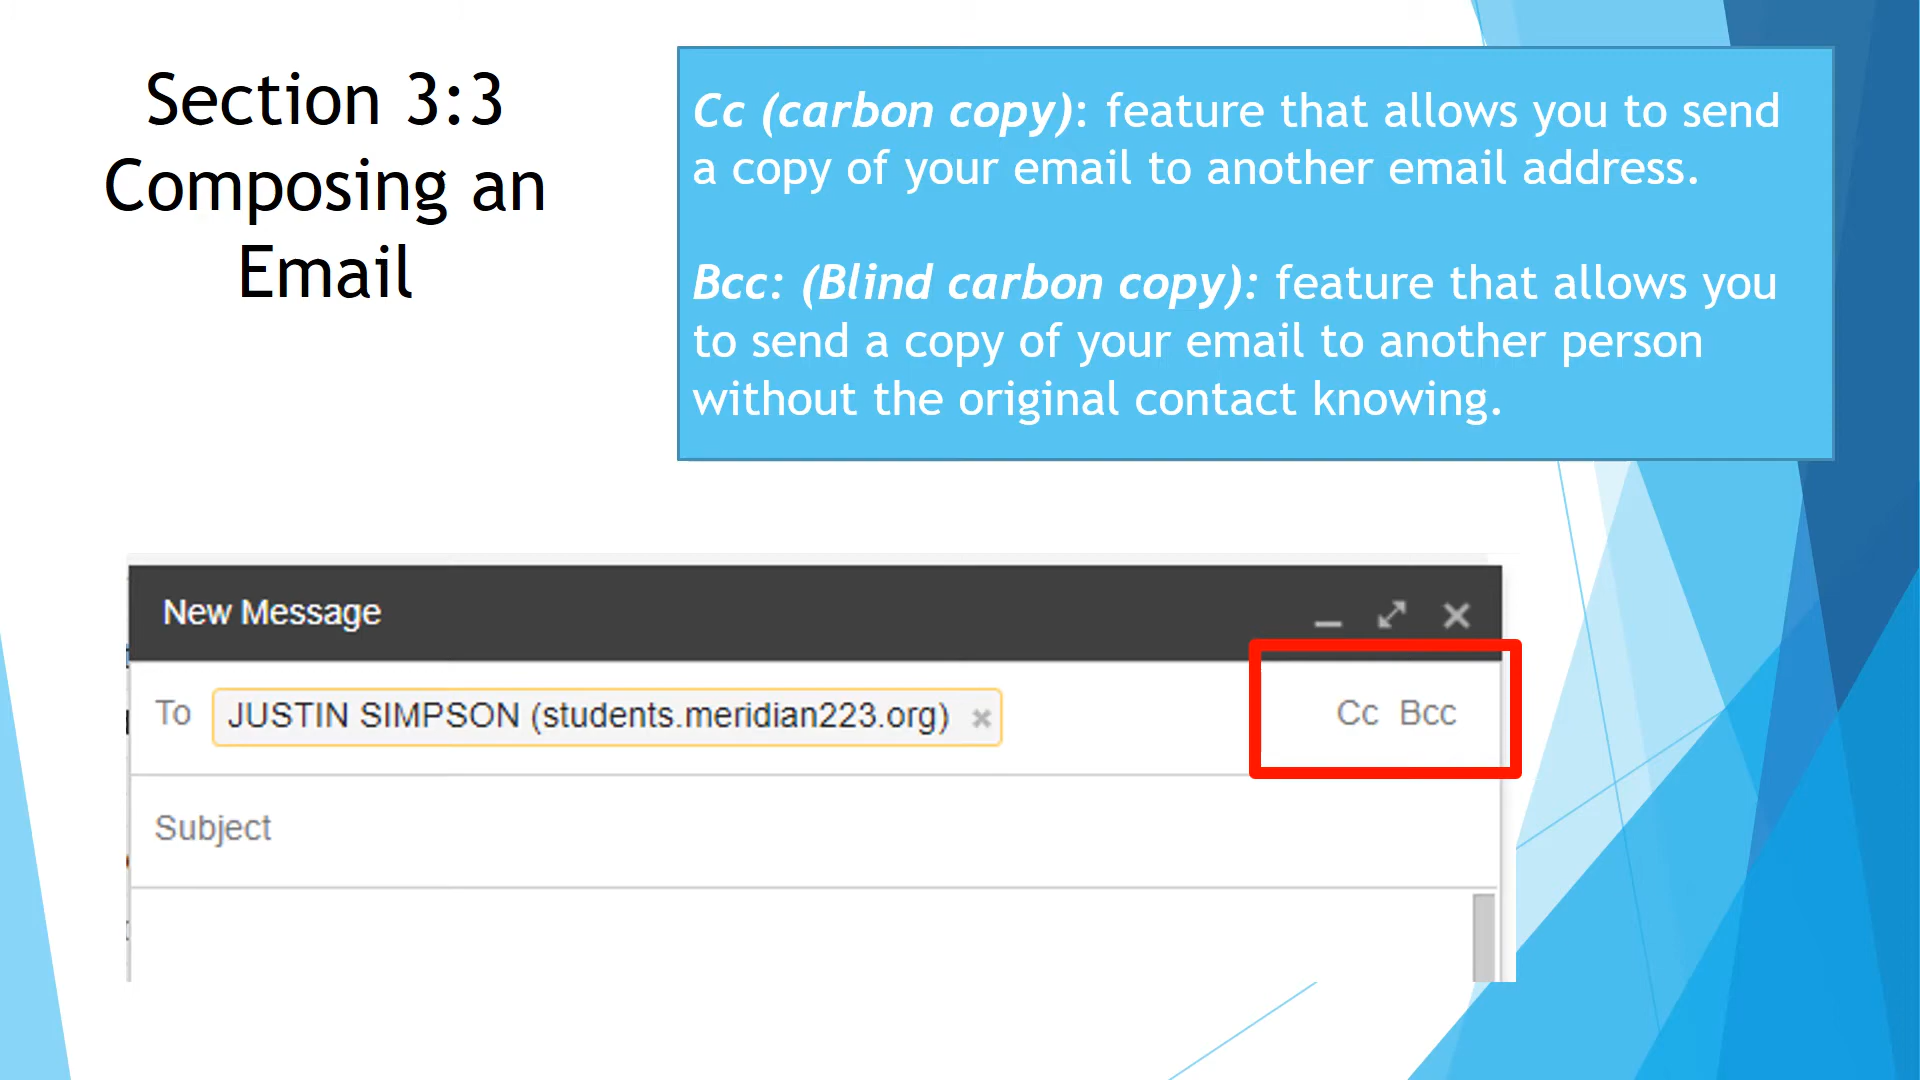 Section 3:3
Composing an
Email
Cc (carbon copy): feature that allows you to send
a copy of your email to another email address.
Bcc: (Blind carbon copy): feature that allows you
to send a copy of your email to another person
without the original contact knowing.
New Message
To JUSTIN SIMPSON (students.meridian223.org) Cc Bcc
Subject